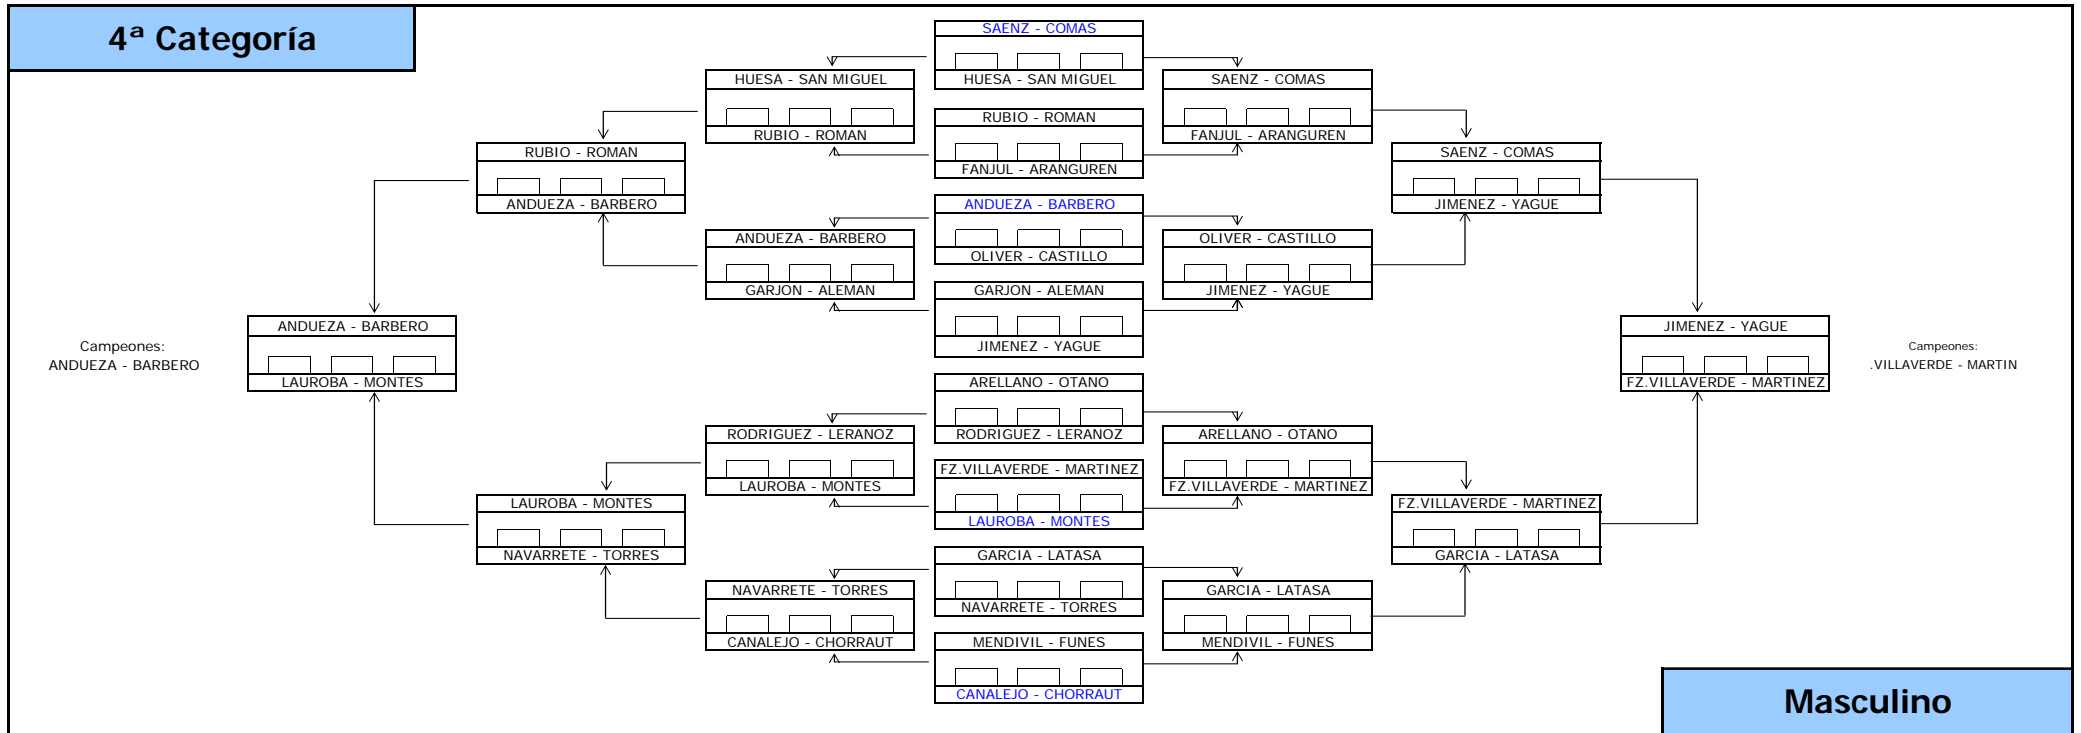 4ª Categoría
SAENZ - COMAS
HUESA - SAN MIGUEL
RUBIO - ROMAN
FANJUL - ARANGUREN
ANDUEZA - BARBERO
OLIVER - CASTILLO
GARJON - ALEMAN
JIMENEZ - YAGUE
ARELLANO - OTANO
RODRIGUEZ - LERANOZ
FZ.VILLAVERDE - MARTINEZ
LAUROBA - MONTES
GARCIA - LATASA
NAVARRETE - TORRES
MENDIVIL - FUNES
CANALEJO - CHORRAUT
HUESA - SAN MIGUEL
RUBIO - ROMAN
ANDUEZA - BARBERO
GARJON - ALEMAN
RODRIGUEZ - LERANOZ
LAUROBA - MONTES
NAVARRETE - TORRES
CANALEJO - CHORRAUT
RUBIO - ROMAN
ANDUEZA - BARBERO
LAUROBA - MONTES
NAVARRETE - TORRES
ANDUEZA - BARBERO
LAUROBA - MONTES
Campeones:
ANDUEZA - BARBERO
SAENZ - COMAS
FANJUL - ARANGUREN
OLIVER - CASTILLO
JIMENEZ - YAGUE
ARELLANO - OTANO
FZ.VILLAVERDE - MARTINEZ
GARCIA - LATASA
MENDIVIL - FUNES
SAENZ - COMAS
JIMENEZ - YAGUE
FZ.VILLAVERDE - MARTINEZ
GARCIA - LATASA
JIMENEZ - YAGUE
FZ.VILLAVERDE - MARTINEZ
Campeones:
.VILLAVERDE - MARTIN
Masculino